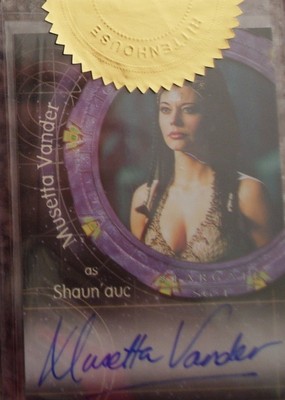 RITTENHOUSE
Musetta Vander
as
Shaun'auc
Musetta Vander